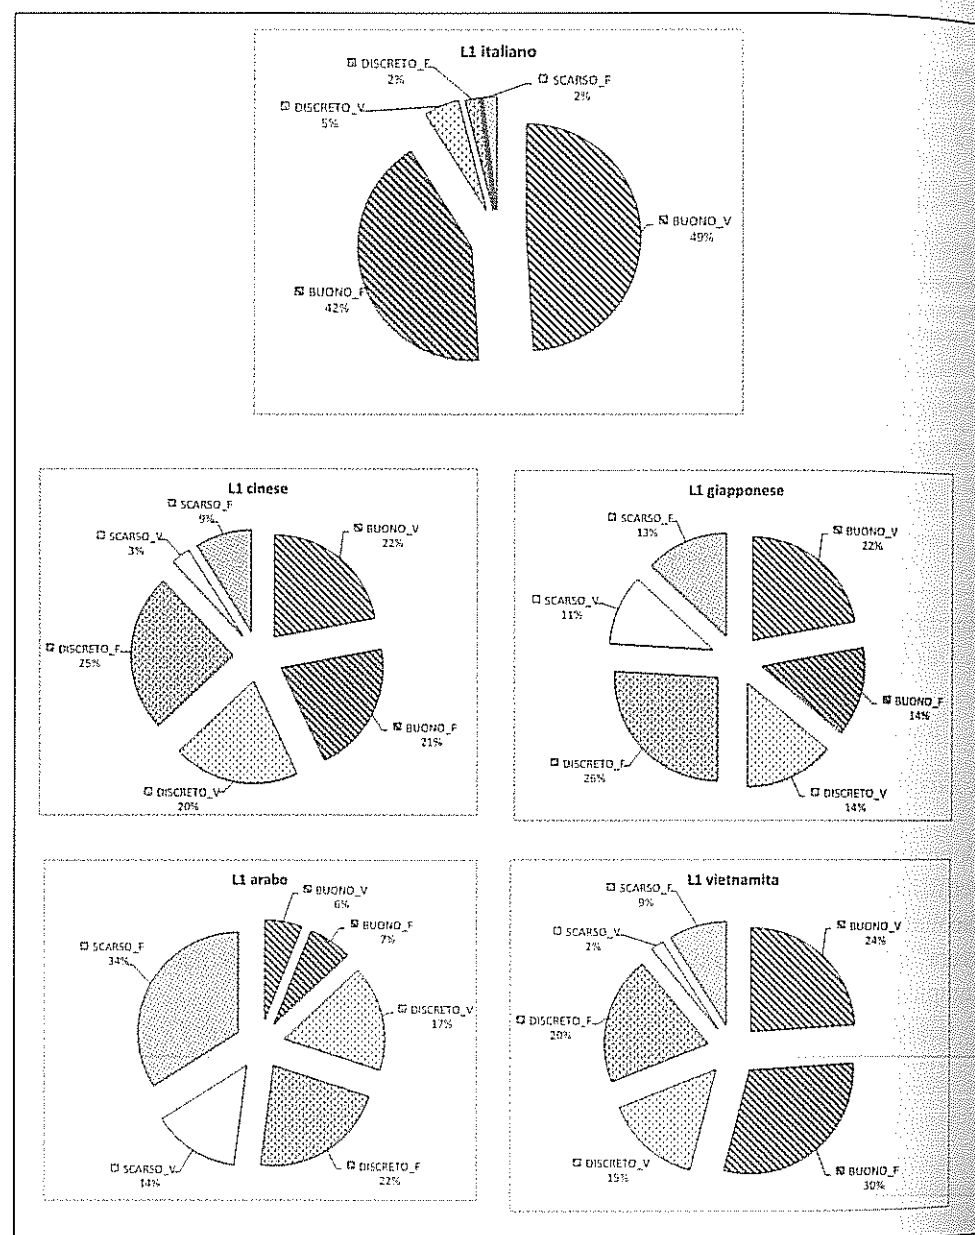 L1 italiano
DISCRETO_F
2%
SCARSO_F
2%
DISCRETO_V
5%
BUONO_V
49%
BUONO_F
42%
L1 cinese
SCARSO_F
9%
SCARSO_V
3%
BUONO_V
22%
DISCRETO_F
25%
BUONO_F
21%
DISCRETO_V
20%
L1 giapponese
SCARSO_F
13%
BUONO_V
22%
SCARSO_V
11%
BUONO_F
14%
DISCRETO_F
26%
DISCRETO_V
14%
L1 arabo
BUONO_V
6%
BUONO_F
7%
SCARSO_F
34%
DISCRETO_V
17%
SCARSO_V
14%
DISCRETO_F
22%
L1 vietnamita
SCARSO_F
9%
SCARSO_V
2%
BUONO_V
24%
DISCRETO_F
20%
DISCRETO_V
15%
BUONO_F
30%